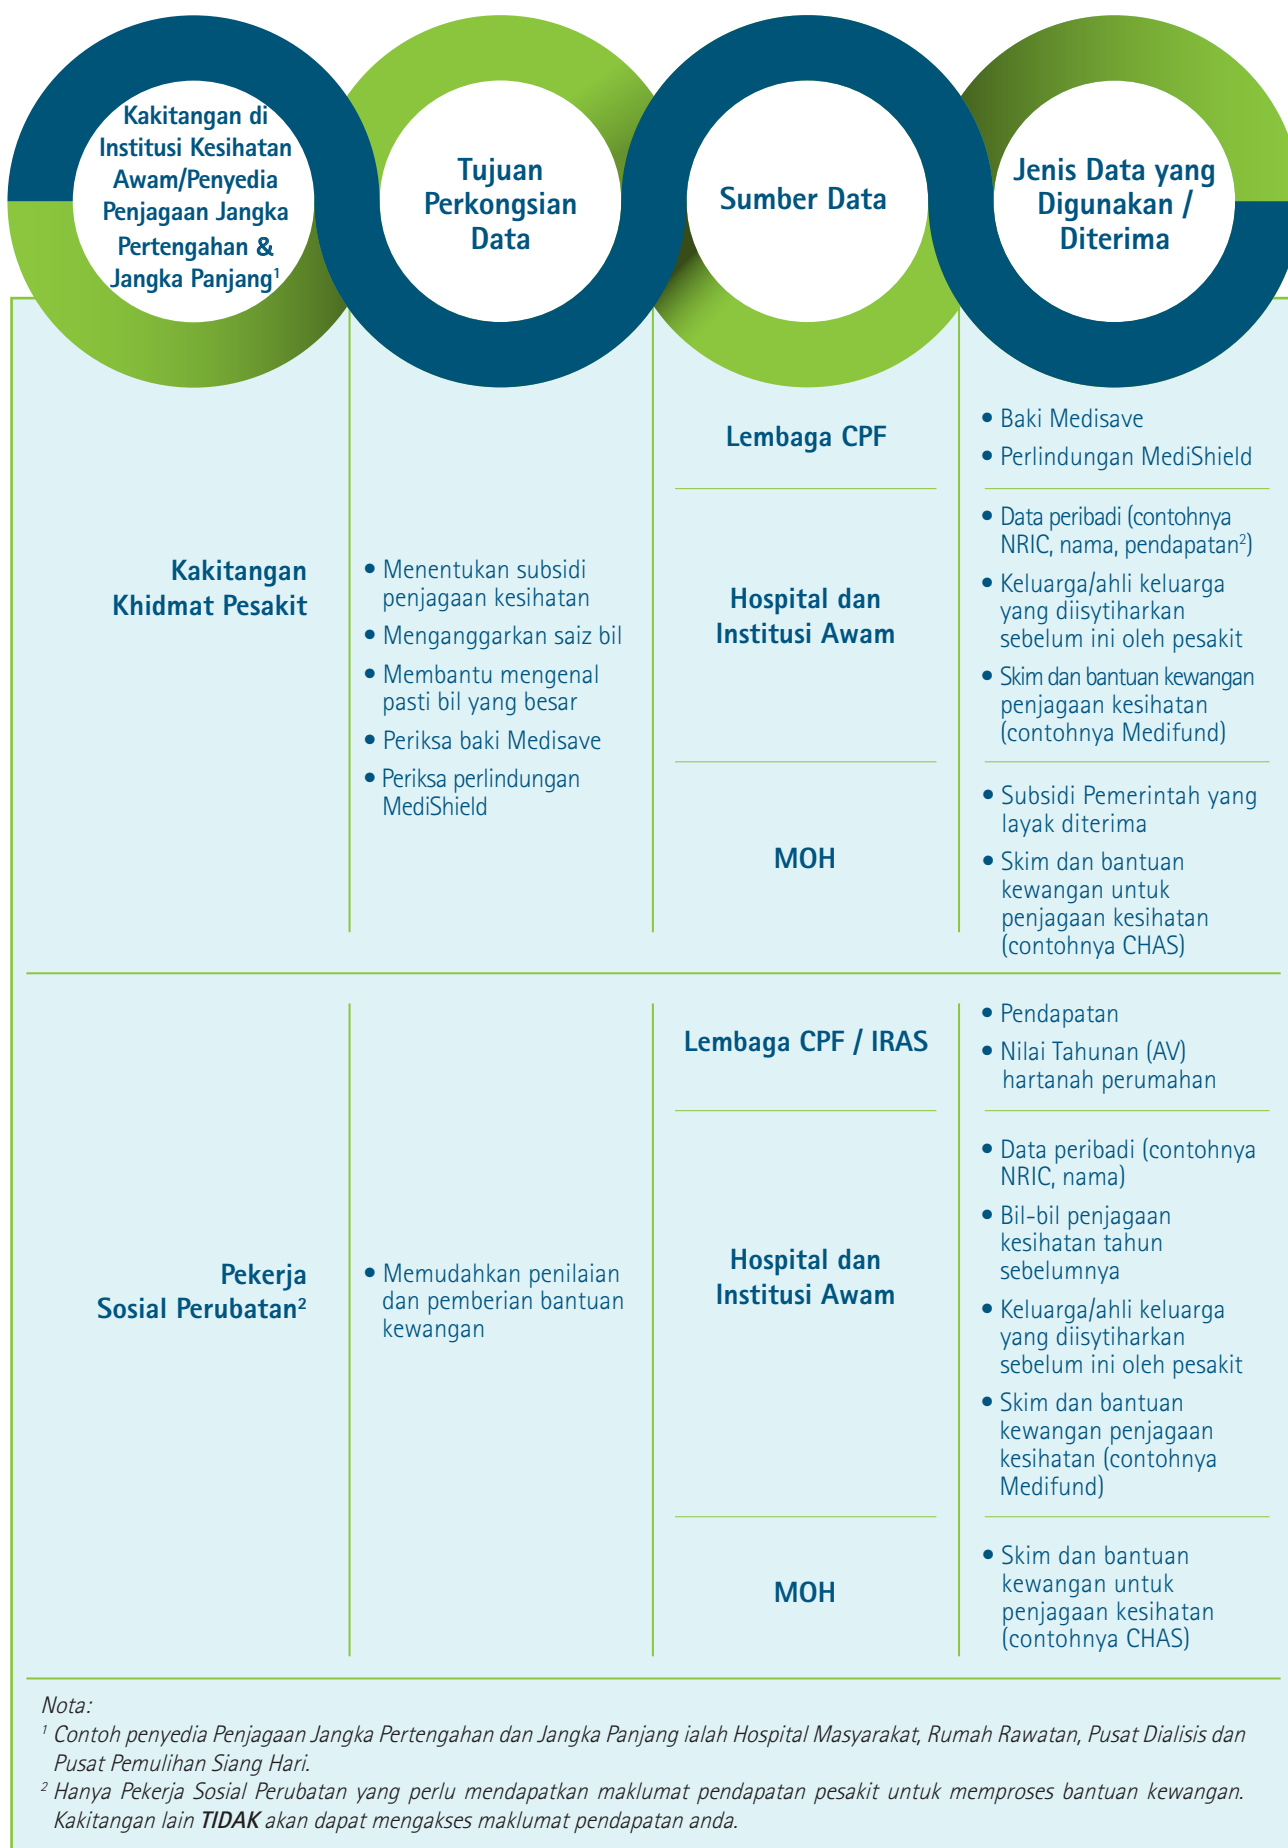 Kakitangan di
Institusi Kesihatan
Awam/Penyedia
Penjagaan Jangka
Pertengahan &
Jangka Panjang¹
Tujuan
Perkongsian
Data
Sumber Data
Jenis Data yang
Digunakan /
Diterima
Kakitangan
Khidmat Pesakit
• Menentukan subsidi
penjagaan kesihatan
• Menganggarkan saiz bil
• Membantu mengenal
pasti bil yang besar
• Periksa baki Medisave
• Periksa perlindungan
MediShield
Lembaga CPF
• Baki Medisave
• Perlindungan MediShield
Hospital dan
Institusi Awam
• Data peribadi (contohnya
NRIC, nama, pendapatan²)
• Keluarga/ahli keluarga
yang diisytiharkan
sebelum ini oleh pesakit
• Skim dan bantuan kewangan
penjagaan kesihatan
(contohnya Medifund)
MOH
• Subsidi Pemerintah yang
layak diterima
• Skim dan bantuan
kewangan untuk
penjagaan kesihatan
(contohnya CHAS)
Pekerja
Sosial Perubatan²
• Memudahkan penilaian
dan pemberian bantuan
kewangan
Lembaga CPF / IRAS
• Pendapatan
• Nilai Tahunan (AV)
hartanah perumahan
Hospital dan
Institusi Awam
• Data peribadi (contohnya
NRIC, nama)
• Bil-bil penjagaan
kesihatan tahun
sebelumnya
• Keluarga/ahli keluarga
yang diisytiharkan
sebelum ini oleh pesakit
• Skim dan bantuan
kewangan penjagaan
kesihatan (contohnya
Medifund)
MOH
• Skim dan bantuan
kewangan untuk
penjagaan kesihatan
(contohnya CHAS)
Nota:
¹ Contoh penyedia Penjagaan Jangka Pertengahan dan Jangka Panjang ialah Hospital Masyarakat, Rumah Rawatan, Pusat Dialisis dan
Pusat Pemulihan Siang Hari.
² Hanya Pekerja Sosial Perubatan yang perlu mendapatkan maklumat pendapatan pesakit untuk memproses bantuan kewangan.
Kakitangan lain TIDAK akan dapat mengakses maklumat pendapatan anda.